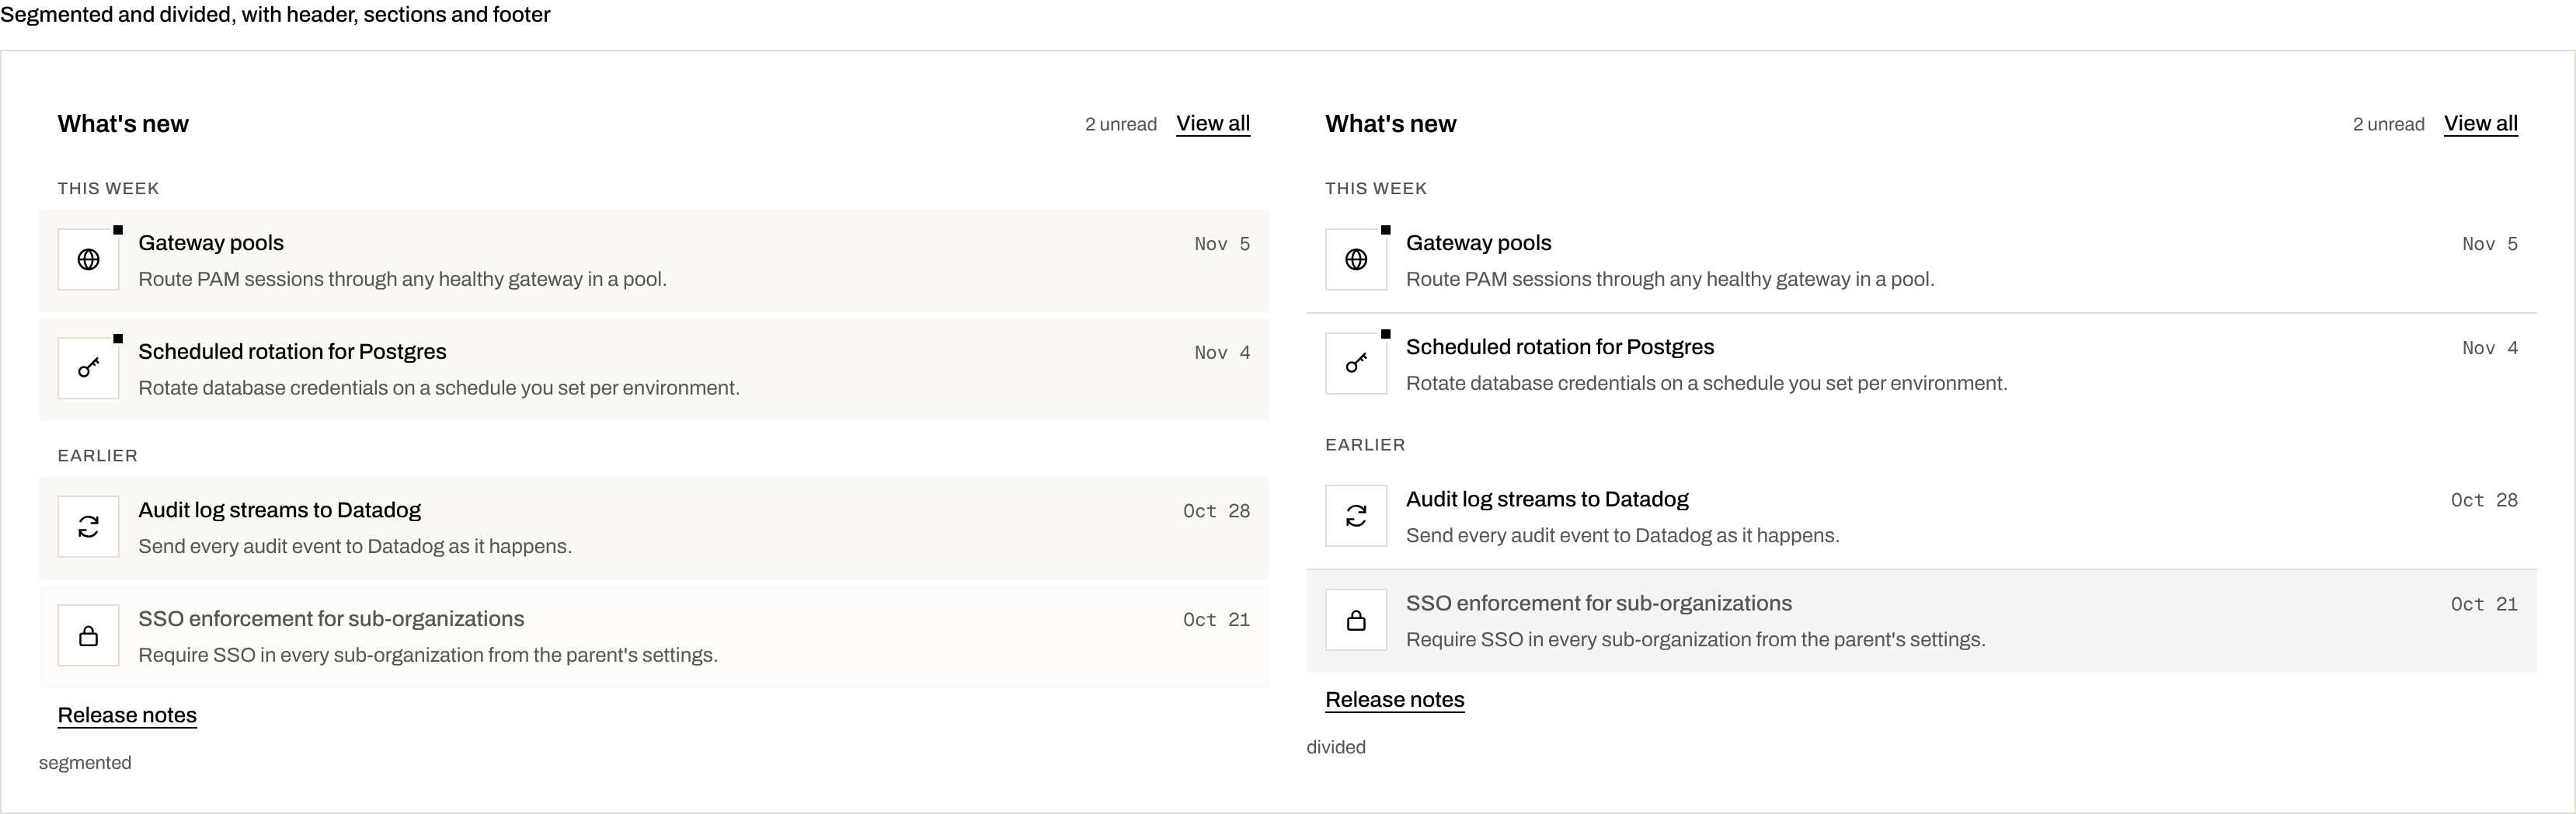 Segmented and divided, with header, sections and footer
What's new
2 unread View all
THIS WEEK
Gateway pools
Nov 5
Route PAM sessions through any healthy gateway in a pool.
Scheduled rotation for Postgres
Nov 4
Rotate database credentials on a schedule you set per environment.
EARLIER
Audit log streams to Datadog
Oct 28
Send every audit event to Datadog as it happens.
SSO enforcement for sub-organizations
Oct 21
Require SSO in every sub-organization from the parent's settings.
Release notes
segmented
What's new
2 unread View all
THIS WEEK
Gateway pools
Nov 5
Route PAM sessions through any healthy gateway in a pool.
Scheduled rotation for Postgres
Nov 4
Rotate database credentials on a schedule you set per environment.
EARLIER
Audit log streams to Datadog
Oct 28
Send every audit event to Datadog as it happens.
SSO enforcement for sub-organizations
Oct 21
Require SSO in every sub-organization from the parent's settings.
Release notes
divided